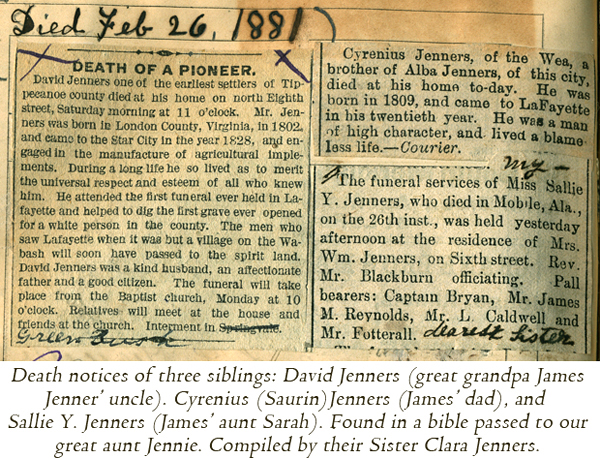 Died Feb 26, 1881)
DEATH OF A PIONEER.
David Jenners one of the earliest settlers of Tip-
pecanoe county died at his home on north Eighth
street, Saturday morning at 11 o'clock. Mr. Jen-
ners was born in London County, Virginia, in 1802,
and came to the Star City in the year 1828, and en-
gaged in the manufacture of agricultural imple-
ments. During a long life he so lived as to merit
the universal respect and esteem of all who knew
him. He attended the first funeral ever held in La-
fayette and helped to dig the first grave ever opened
for a white person in the county. The men who
saw Lafayette when it was but a village on the Wa-
bash will soon have passed to the spirit land.
David Jenners was a kind husband, an affectionate
father and a good citizen. The funeral will take
place from the Baptist church, Monday at 10
o'clock. Relatives will meet at the house and
friends at the church. Interment in Springvale.
Green Bush
Cyrenius Jenners, of the Wea, a
brother of Alba Jenners, of this city,
died at his home to-day. He was
born in 1809, and came to LaFayette
in his twentieth year. He was a man
of high character, and lived a blame-
less life.—Courier.
my—
The funeral services of Miss Sallie
Y. Jenners, who died in Mobile, Ala.,
on the 26th inst., was held yesterday
afternoon at the residence of Mrs.
Wm. Jenners, on Sixth street. Rev.
Mr. Blackburn officiating. Pall
bearers: Captain Bryan, Mr. James
M. Reynolds, Mr. L. Caldwell and
Mr. Fotterall. dearest Sister
Death notices of three siblings: David Jenners (great grandpa James
Jenner' uncle). Cyrenius (Saurin)Jenners (James' dad), and
Sallie Y. Jenners (James' aunt Sarah). Found in a bible passed to our
great aunt Jennie. Compiled by their Sister Clara Jenners.